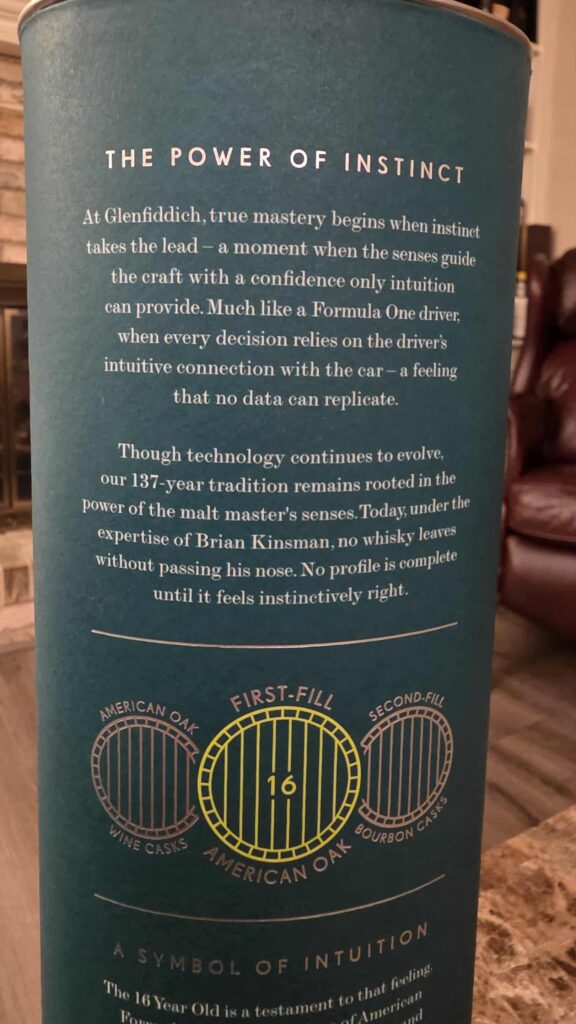 THE POWER OF INSTINCT
At Glenfiddich, true mastery begins when instinct
takes the lead – a moment when the senses guide
the craft with a confidence only intuition
can provide. Much like a Formula One driver,
when every decision relies on the driver's
intuitive connection with the car – a feeling
that no data can replicate.
Though technology continues to evolve,
our 137-year tradition remains rooted in the
power of the malt master's senses. Today, under the
expertise of Brian Kinsman, no whisky leaves
without passing his nose. No profile is complete
until it feels instinctively right.
AMERICAN OAK
WINE CASKS
FIRST-FILL
16
AMERICAN OAK
SECOND-FILL
BOURBON CASKS
A SYMBOL OF INTUITION
The 16 Year Old is a testament to that feeling.
of American
and